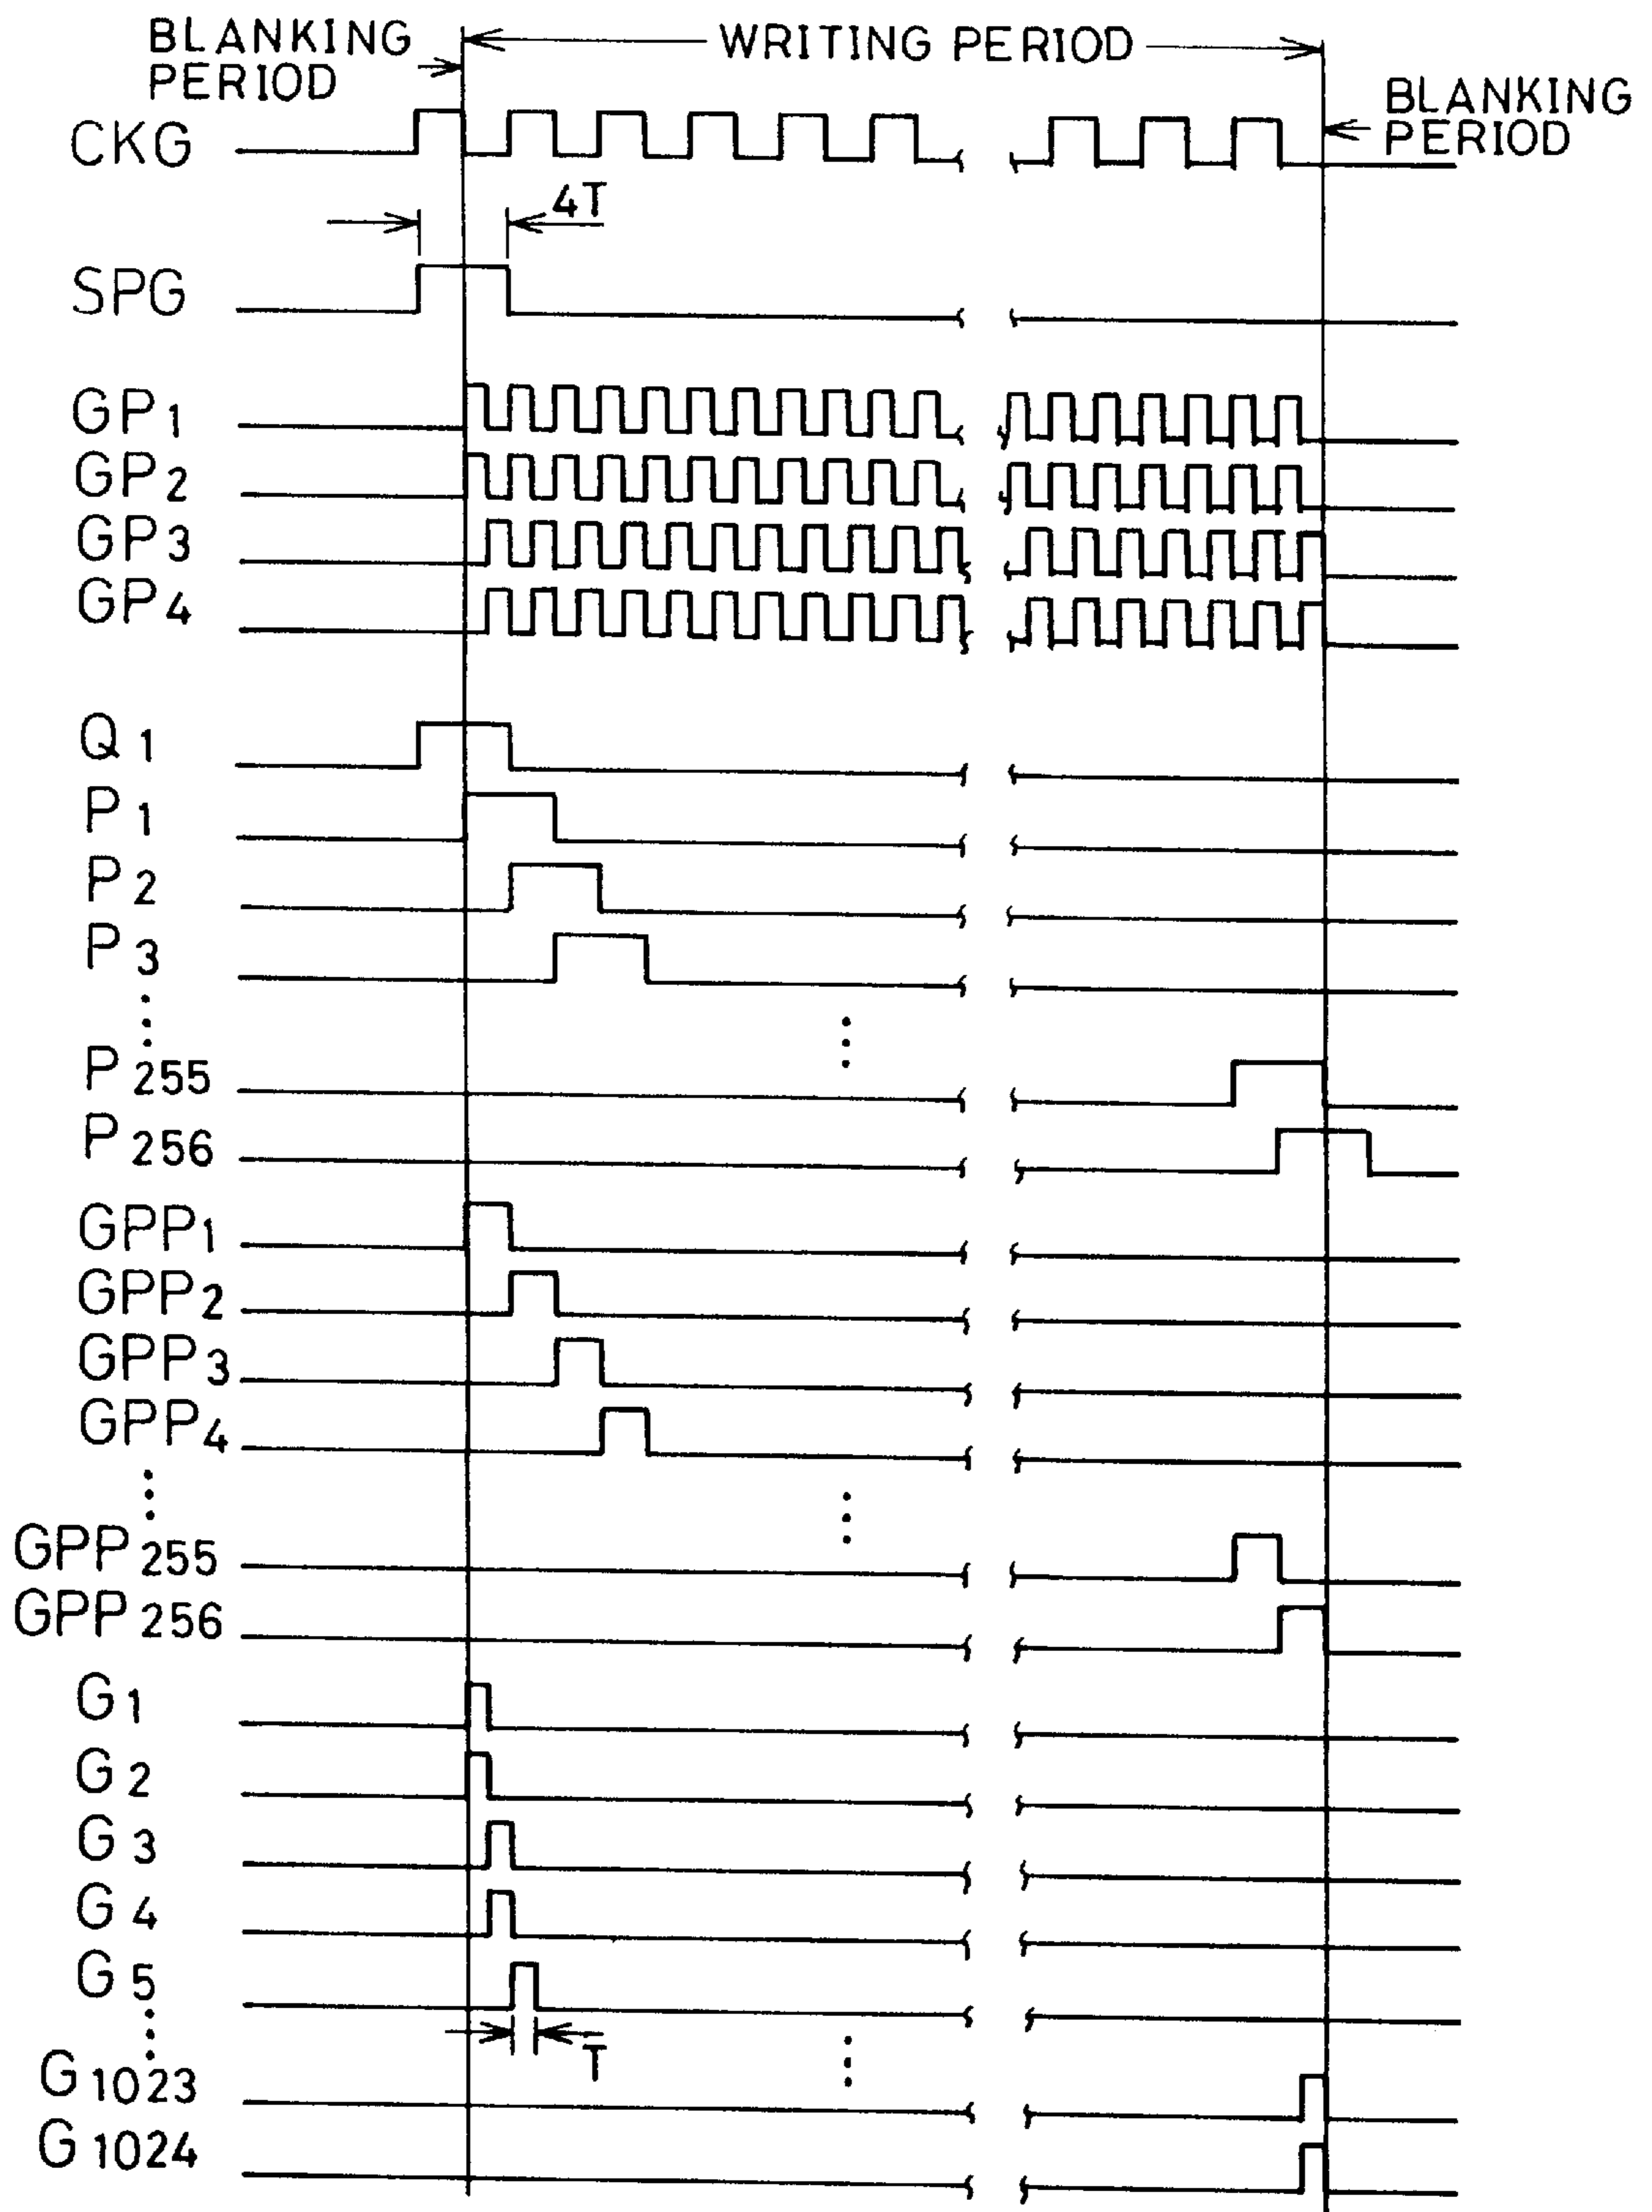 BLANKING
PERIOD
WRITING PERIOD
BLANKING
PERIOD
CKG
4T
SPG
GP1
GP2
GP3
GP4
Q1
P1
P2
P3
P255
P256
GPP1
GPP2
GPP3
GPP4
GPP255
GPP256
G1
G2
G3
G4
G5
T
G1023
G1024